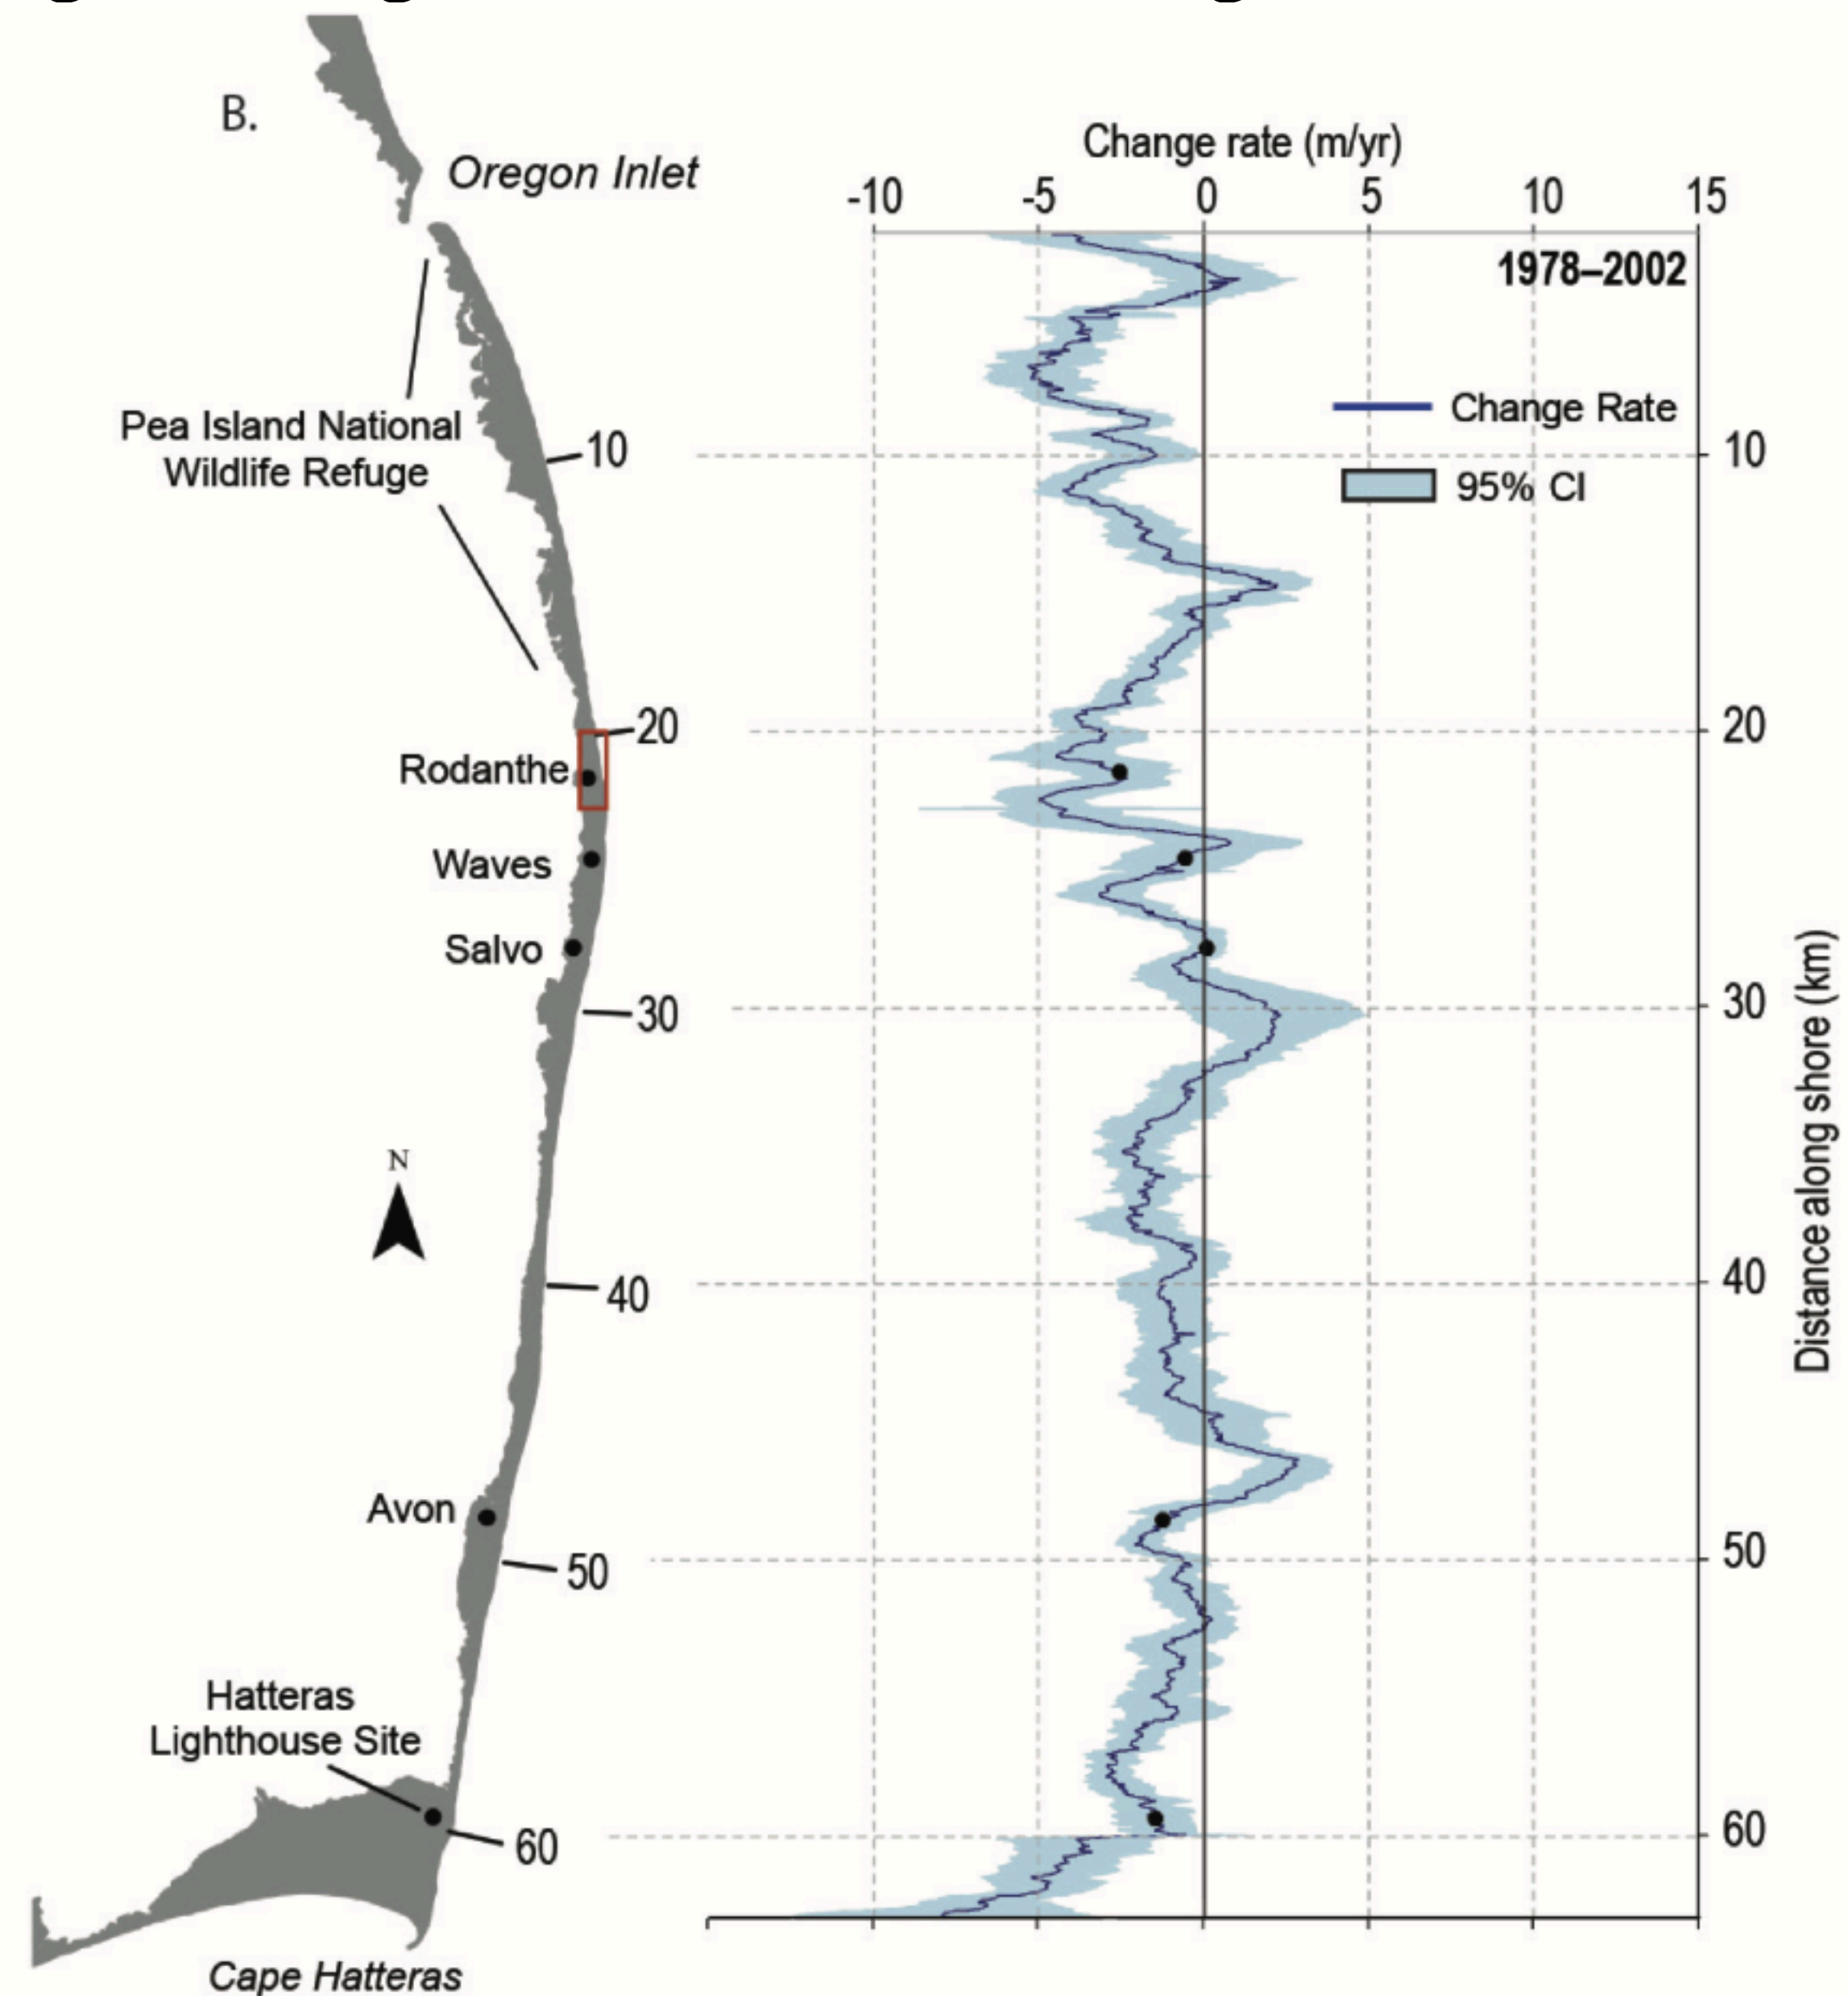 B.
Oregon Inlet
Pea Island National
Wildlife Refuge
10
20
Rodanthe
Waves
Salvo
30
N
40
Avon
50
Hatteras
Lighthouse Site
60
Cape Hatteras
Change rate (m/yr)
-10 -5 0 5 10 15
1978–2002
Change Rate
95% CI
10
20
30
40
50
60
Distance along shore (km)